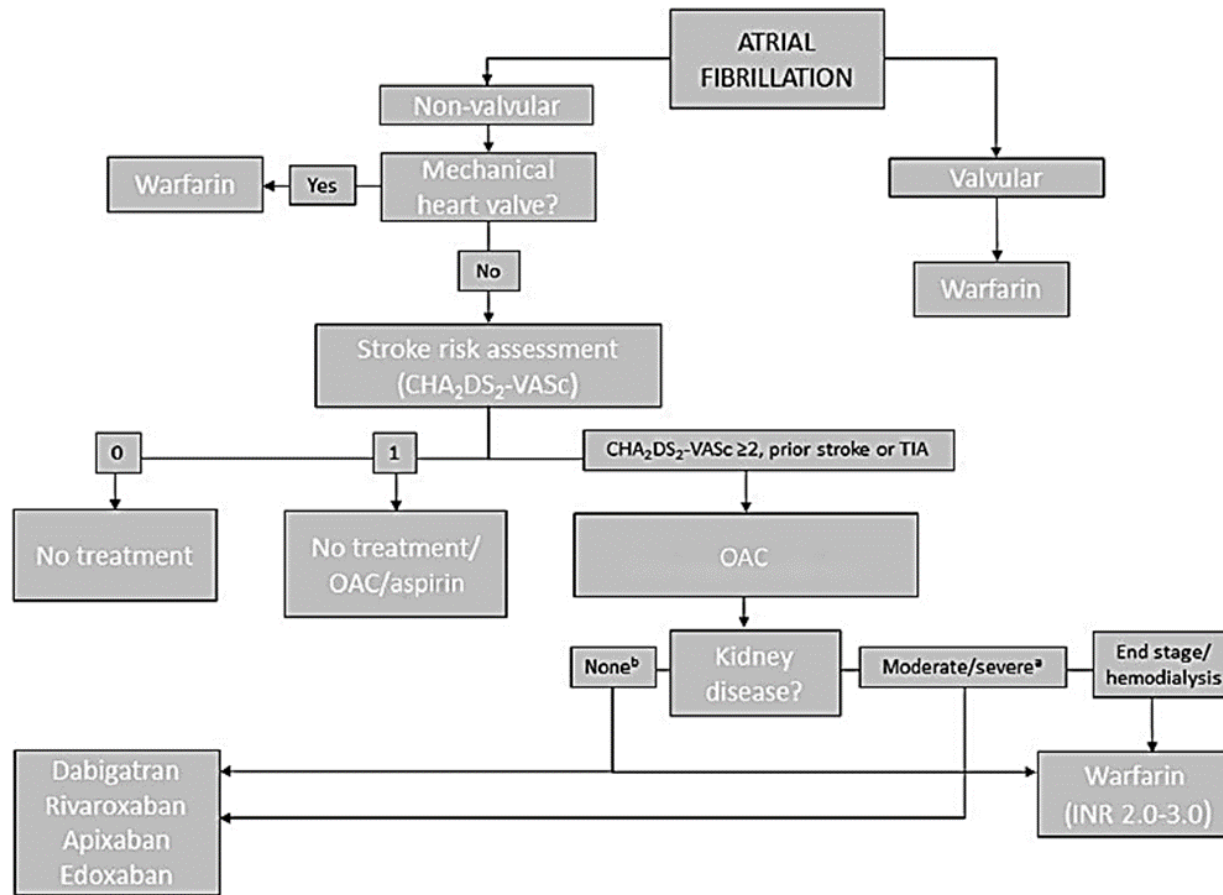 ATRIAL
FIBRILLATION
Non-valvular
Valvular
Warfarin
Yes
Mechanical
heart valve?
Warfarin
No
Stroke risk assessment
(CHA₂DS₂-VASc)
0
1
CHA₂DS₂-VASc ≥2, prior stroke or TIA
No treatment
No treatment/
OAC/aspirin
OAC
Noneᵇ
Kidney
disease?
Moderate/severeᵃ
End stage/
hemodialysis
Dabigatran
Rivaroxaban
Apixaban
Edoxaban
Warfarin
(INR 2.0-3.0)